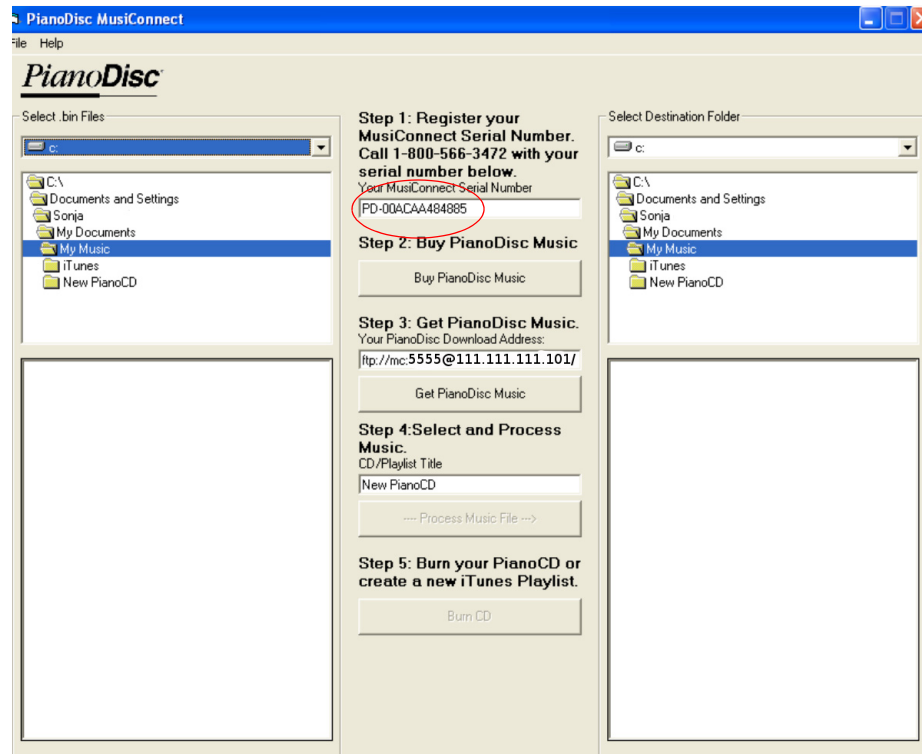 PianoDisc MusiConnect
File Help
PianoDisc
Select .bin Files
c:
C:\
Documents and Settings
Sonja
My Documents
My Music
iTunes
New PianoCD
Step 1: Register your
MusiConnect Serial Number.
Call 1-800-566-3472 with your
serial number below.
Your MusiConnect Serial Number
PD-00ACAA484885
Step 2: Buy PianoDisc Music
Buy PianoDisc Music
Step 3: Get PianoDisc Music.
Your PianoDisc Download Address:
ftp://mc:5555@111.111.111.101/
Get PianoDisc Music
Step 4:Select and Process
Music.
CD/Playlist Title
New PianoCD
---- Process Music File --->
Step 5: Burn your PianoCD or
create a new iTunes Playlist.
Burn CD
Select Destination Folder
c:
C:\
Documents and Settings
Sonja
My Documents
My Music
iTunes
New PianoCD